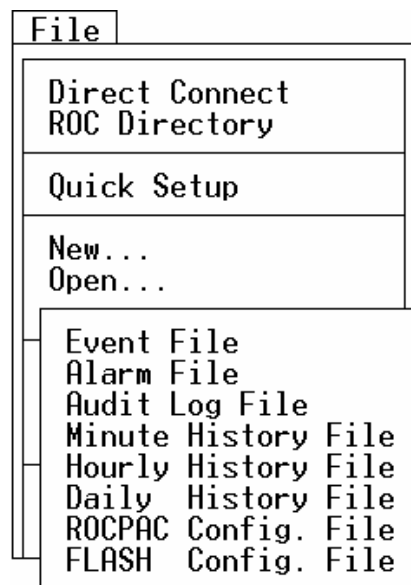 File
Direct Connect
ROC Directory
Quick Setup
New...
Open...
Event File
Alarm File
Audit Log File
Minute History File
Hourly History File
Daily  History File
ROCPAC Config. File
FLASH  Config. File